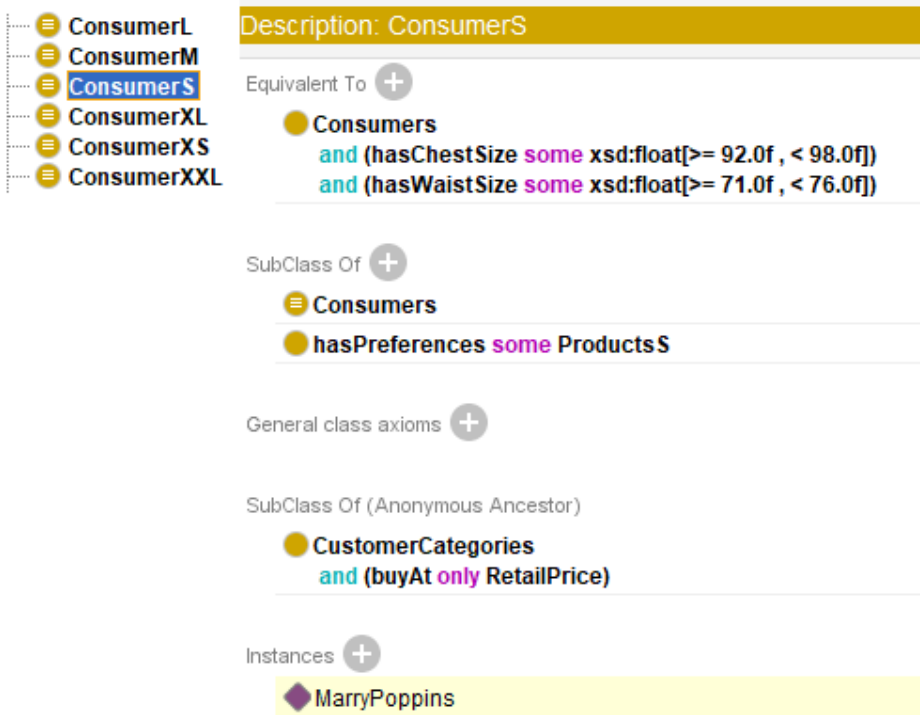 ConsumerL
ConsumerM
ConsumerS
ConsumerXL
ConsumerXS
ConsumerXXL
Description: ConsumerS
Equivalent To
Consumers
and (hasChestSize some xsd:float[>= 92.0f , < 98.0f])
and (hasWaistSize some xsd:float[>= 71.0f , < 76.0f])
SubClass Of
Consumers
hasPreferences some ProductsS
General class axioms
SubClass Of (Anonymous Ancestor)
CustomerCategories
and (buyAt only RetailPrice)
Instances
MarryPoppins